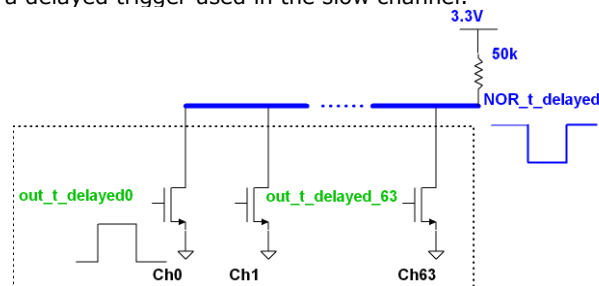 a delayed trigger used in the slow channel.
3.3V
50k
NOR_t_delayed
out_t_delayed0
out_t_delayed_63
Ch0
Ch1
Ch63